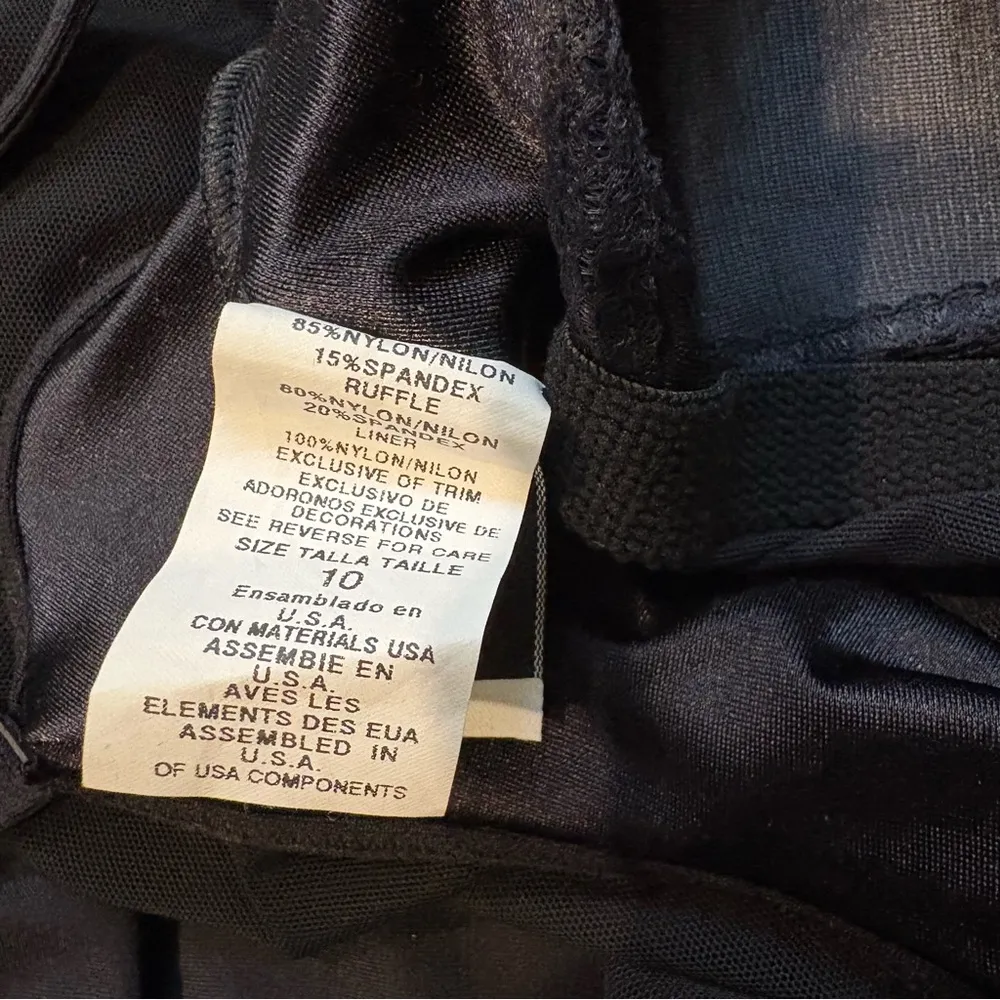 85%NYLON/NILON
15%SPANDEX
RUFFLE
80%NYLON/NILON
20%SPANDEX
LINER
100%NYLON/NILON
EXCLUSIVE OF TRIM
EXCLUSIVO DE
ADORONOS EXCLUSIVE DE
DECORATIONS
SEE REVERSE FOR CARE
SIZE TALLA TAILLE
10
Ensamblado en
U.S.A.
CON MATERIALS USA
ASSEMBIE EN
U.S.A.
AVES LES
ELEMENTS DES EUA
ASSEMBLED IN
U.S.A.
OF USA COMPONENTS